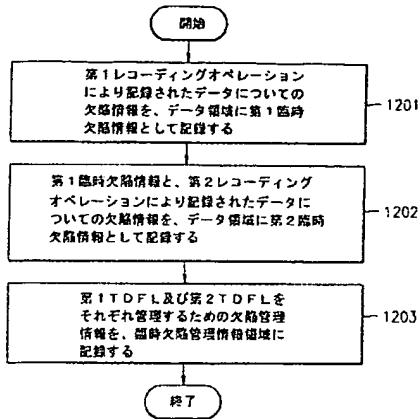 開始
第1レコーディングオペレーション
により記録されたデータについての
欠陥情報を、データ領域に第1臨時
欠陥情報として記録する
1201
第1臨時欠陥情報と、第2レコーディング
オペレーションにより記録されたデータに
ついての欠陥情報を、データ領域に第2臨時
欠陥情報として記録する
1202
第1TDFL及び第2TDFLを
それぞれ管理するための欠陥管理
情報を、臨時欠陥管理情報領域に
記録する
1203
終了